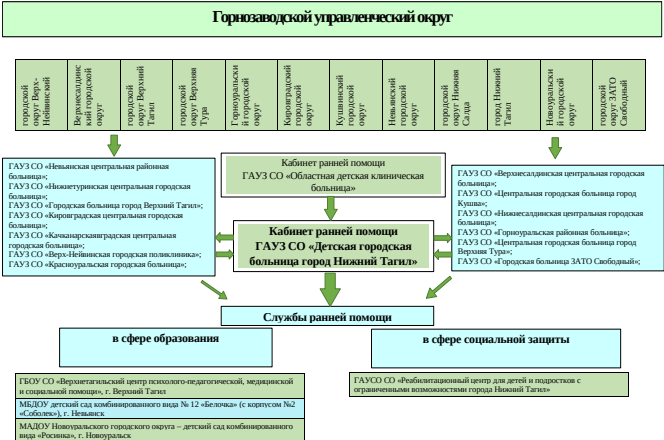 Горнозаводской управленческий округ
городской
округ Верх-
Нейвинский
Верхнесалдинс
кий городской
округ
городской
округ Верхний
Тагил
городской
округ Верхняя
Тура
Горноуральски
й городской
округ
Кировградский
городской
округ
Кушвинский
городской
округ
Невьянский
городской
округ
городской
округ Нижняя
Салда
город Нижний
Тагил
Новоуральски
й городской
округ
городской
округ ЗАТО
Свободный
ГАУЗ СО «Невьянская центральная районная
больница»;
ГАУЗ СО «Нижнетуринская центральная городская
больница»;
ГАУЗ СО «Городская больница город Верхний Тагил»;
ГАУЗ СО «Кировградская центральная городская
больница»;
ГАУЗ СО «Качканарскаявградская центральная
городская больница»;
ГАУЗ СО «Верх-Нейвинская городская поликлиника»;
ГАУЗ СО «Красноуральская городская больница»;
Кабинет ранней помощи
ГАУЗ СО «Областная детская клиническая
больница»
Кабинет ранней помощи
ГАУЗ СО «Детская городская
больница город Нижний Тагил»
ГАУЗ СО «Верхнесалдинская центральная городская
больница»;
ГАУЗ СО «Центральная городская больница город
Кушва»;
ГАУЗ СО «Нижнесалдинская центральная городская
больница»;
ГАУЗ СО «Горноуральская районная больница»;
ГАУЗ СО «Центральная городская больница город
Верхняя Тура»;
ГАУЗ СО «Городская больница ЗАТО Свободный»;
Службы ранней помощи
в сфере образования
в сфере социальной защиты
ГБОУ СО «Верхнетагильский центр психолого-педагогической, медицинской
и социальной помощи», г. Верхний Тагил
МБДОУ детский сад комбинированного вида № 12 «Белочка» (с корпусом №2
«Соболек»), г. Невьянск
МАДОУ Новоуральского городского округа – детский сад комбинированного
вида «Росинка», г. Новоуральск
ГАУСО СО «Реабилитационный центр для детей и подростков с
ограниченными возможностями города Нижний Тагил»